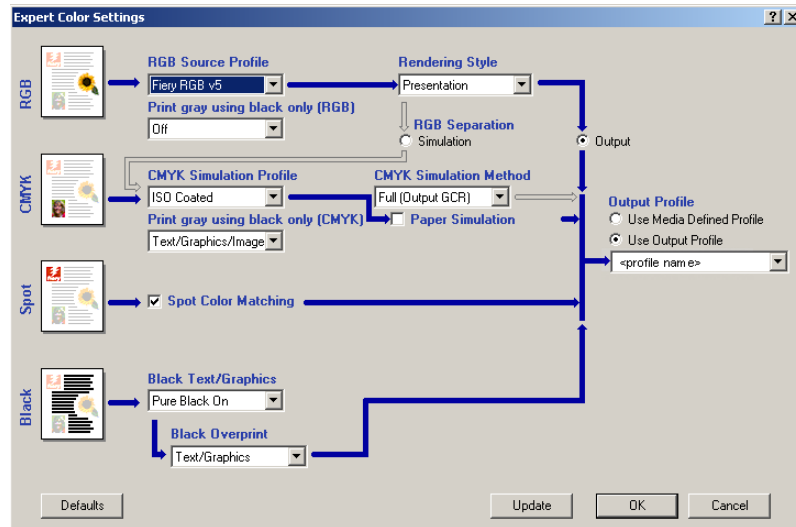 Expert Color Settings
RGB
RGB Source Profile
Rendering Style
Fiery RGB v5
Presentation
Print gray using black only (RGB)
Off
RGB Separation
Simulation
Output
CMYK
CMYK Simulation Profile
CMYK Simulation Method
ISO Coated
Full (Output GCR)
Print gray using black only (CMYK)
Paper Simulation
Text/Graphics/Image
Output Profile
Use Media Defined Profile
Use Output Profile
<profile name>
Spot
Spot Color Matching
Black
Black Text/Graphics
Pure Black On
Black Overprint
Text/Graphics
Defaults
Update
OK
Cancel